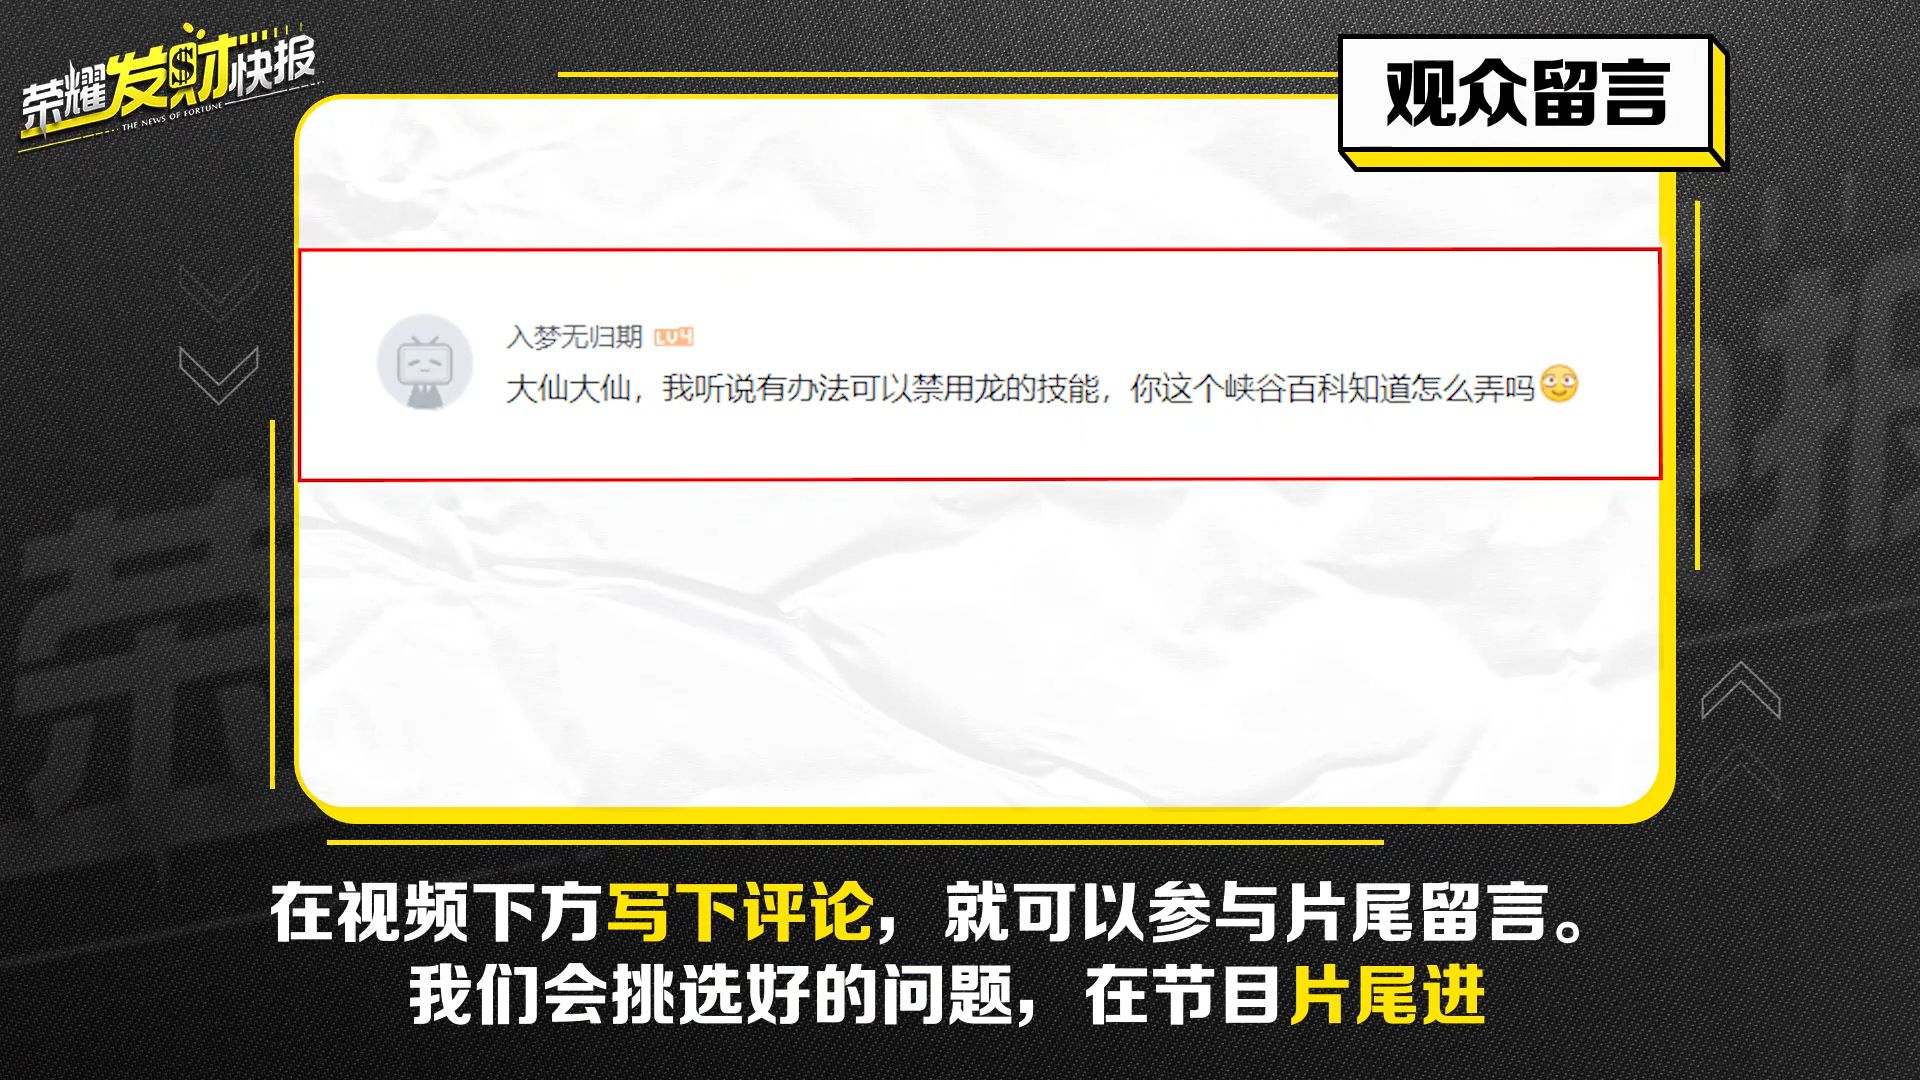 荣耀发财快报
THE NEWS OF FORTUNE
观众留言
入梦无归期 LV4
大仙大仙，我听说有办法可以禁用龙的技能，你这个峡谷百科知道怎么弄吗
在视频下方写下评论，就可以参与片尾留言。
我们会挑选好的问题，在节目片尾进